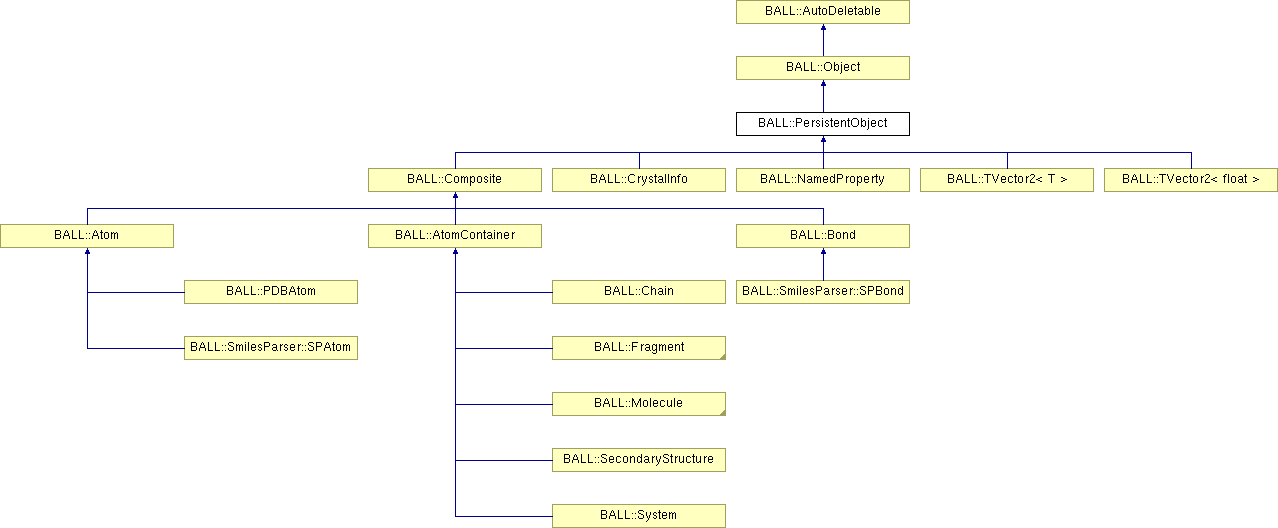 BALL::AutoDeletable
BALL::Object
BALL::PersistentObject
BALL::Composite
BALL::CrystalInfo
BALL::NamedProperty
BALL::TVector2< T >
BALL::TVector2< float >
BALL::Atom
BALL::AtomContainer
BALL::Bond
BALL::PDBAtom
BALL::Chain
BALL::SmilesParser::SPBond
BALL::SmilesParser::SPAtom
BALL::Fragment
BALL::Molecule
BALL::SecondaryStructure
BALL::System